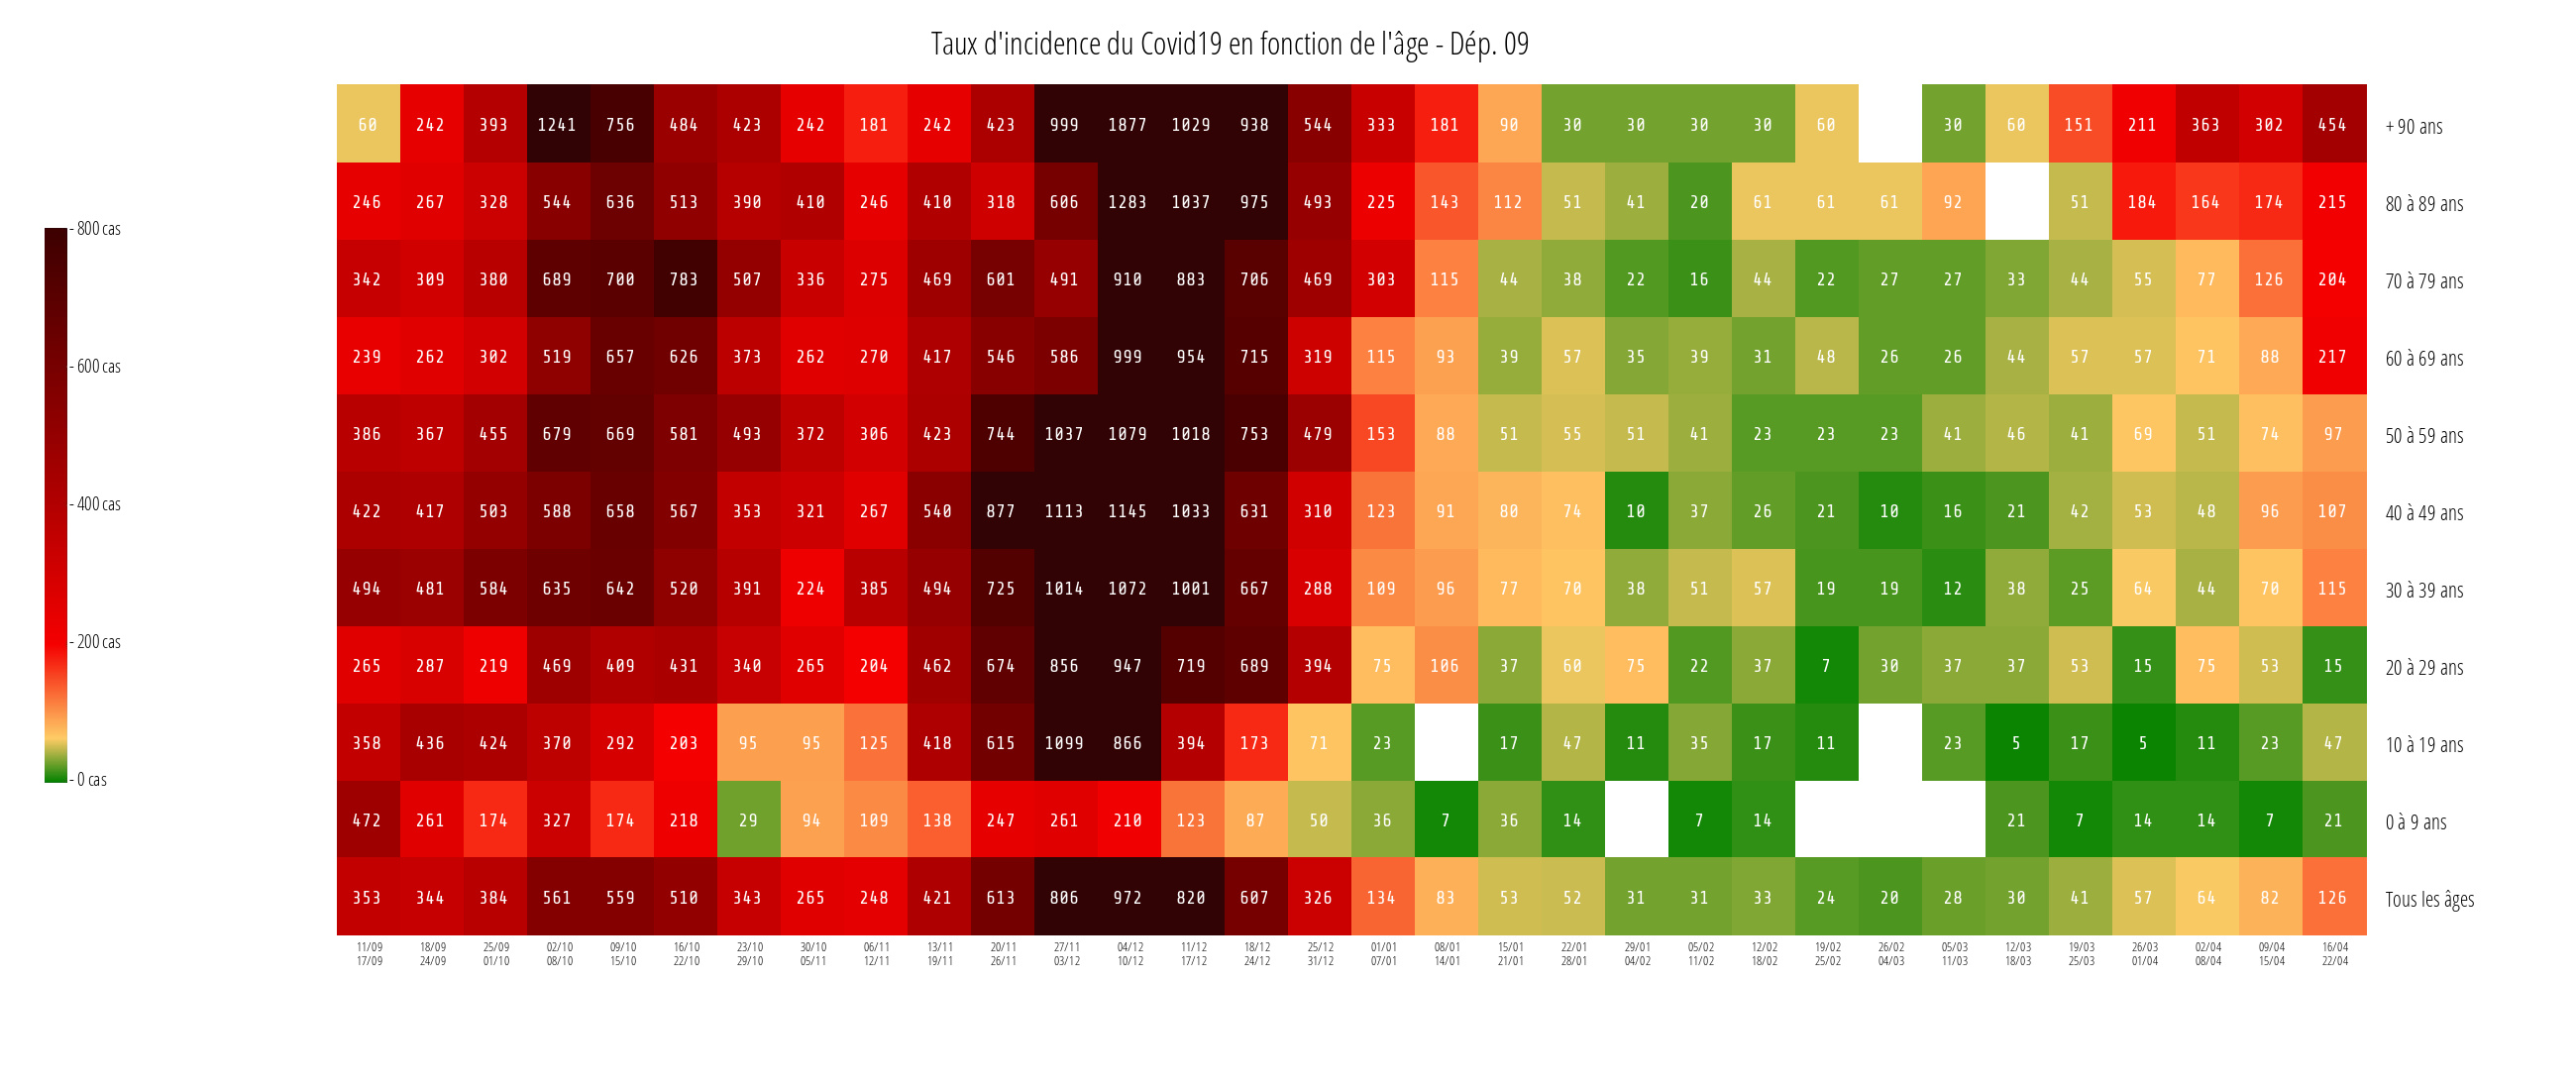 Taux d'incidence du Covid19 en fonction de l'âge - Dép. 09
- 800 cas
- 600 cas
- 400 cas
- 200 cas
- 0 cas
60 242 393 1241 756 484 423 242 181 242 423 999 1877 1029 938 544 333 181 90 30 30 30 30 60 30 60 151 211 363 302 454 + 90 ans
246 267 328 544 636 513 390 410 246 410 318 606 1283 1037 975 493 225 143 112 51 41 20 61 61 61 92 51 184 164 174 215 80 à 89 ans
342 309 380 689 700 783 507 336 275 469 601 491 910 883 706 469 303 115 44 38 22 16 44 22 27 27 33 44 55 77 126 204 70 à 79 ans
239 262 302 519 657 626 373 262 270 417 546 586 999 954 715 319 115 93 39 57 35 39 31 48 26 26 44 57 57 71 88 217 60 à 69 ans
386 367 455 679 669 581 493 372 306 423 744 1037 1079 1018 753 479 153 88 51 55 51 41 23 23 23 41 46 41 69 51 74 97 50 à 59 ans
422 417 503 588 658 567 353 321 267 540 877 1113 1145 1033 631 310 123 91 80 74 10 37 26 21 10 16 21 42 53 48 96 107 40 à 49 ans
494 481 584 635 642 520 391 224 385 494 725 1014 1072 1001 667 288 109 96 77 70 38 51 57 19 19 12 38 25 64 44 70 115 30 à 39 ans
265 287 219 469 409 431 340 265 204 462 674 856 947 719 689 394 75 106 37 60 75 22 37 7 30 37 37 53 15 75 53 15 20 à 29 ans
358 436 424 370 292 203 95 95 125 418 615 1099 866 394 173 71 23 17 47 11 35 17 11 23 5 17 5 11 23 47 10 à 19 ans
472 261 174 327 174 218 29 94 109 138 247 261 210 123 87 50 36 7 36 14 7 14 21 7 14 14 7 21 0 à 9 ans
353 344 384 561 559 510 343 265 248 421 613 806 972 820 607 326 134 83 53 52 31 31 33 24 20 28 30 41 57 64 82 126 Tous les âges
11/09 18/09 25/09 02/10 09/10 16/10 23/10 30/10 06/11 13/11 20/11 27/11 04/12 11/12 18/12 25/12 01/01 08/01 15/01 22/01 29/01 05/02 12/02 19/02 26/02 05/03 12/03 19/03 26/03 02/04 09/04 16/04
17/09 24/09 01/10 08/10 15/10 22/10 29/10 05/11 12/11 19/11 26/11 03/12 10/12 17/12 24/12 31/12 07/01 14/01 21/01 28/01 04/02 11/02 18/02 25/02 04/03 11/03 18/03 25/03 01/04 08/04 15/04 22/04